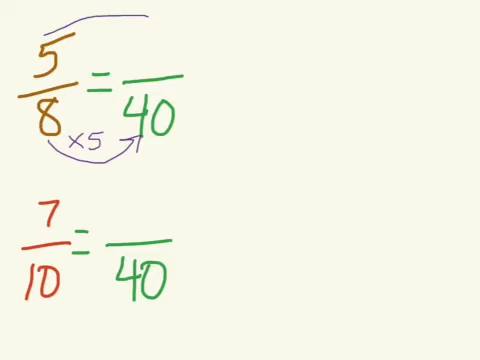 5/8 = /40
×5
7/10 = /40